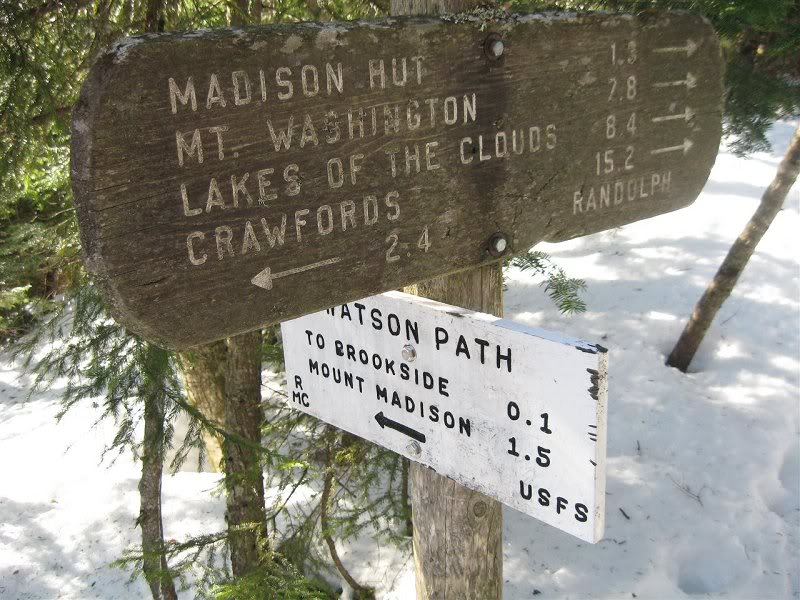 MADISON HUT 1.3
MT. WASHINGTON 7.8
LAKES OF THE CLOUDS 8.4
CRAWFORDS 15.2
2.4 RANDOLPH
WATSON PATH
TO BROOKSIDE 0.1
MOUNT MADISON 1.5
R
MC
USFS